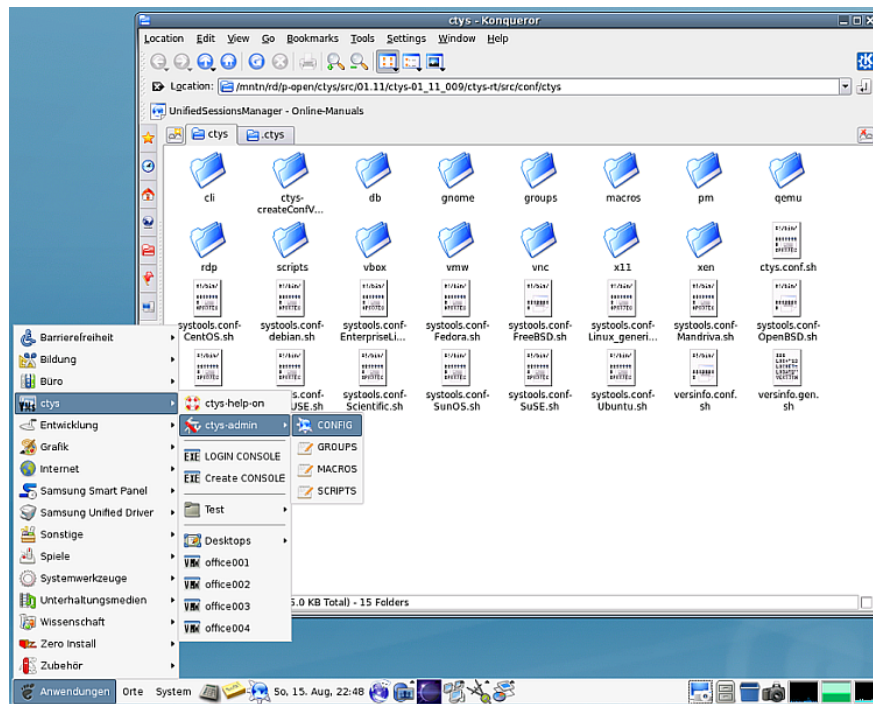 ctys - Konqueror
Location Edit View Go Bookmarks Tools Settings Window Help
Location: /mntn/rd/p-open/ctys/src/01.11/ctys-01_11_009/ctys-rt/src/conf/ctys
UnifiedSessionsManager - Online-Manuals
ctys .ctys
cli ctys-createConfV... db gnome groups macros pm qemu
rdp scripts vbox vmw vnc x11 xen ctys.conf.sh
systools.conf-CentOS.sh systools.conf-debian.sh systools.conf-EnterpriseLi... systools.conf-Fedora.sh systools.conf-FreeBSD.sh systools.conf-Linux_generi... systools.conf-Mandriva.sh systools.conf-OpenBSD.sh
s.conf-USE.sh systools.conf-Scientific.sh systools.conf-SunOS.sh systools.conf-SuSE.sh systools.conf-Ubuntu.sh versinfo.conf.sh versinfo.gen.sh
5.0 KB Total) - 15 Folders
Barrierefreiheit
Bildung
Büro
ctys
Entwicklung
Grafik
Internet
Samsung Smart Panel
Samsung Unified Driver
Sonstige
Spiele
Systemwerkzeuge
Unterhaltungsmedien
Wissenschaft
Zero Install
Zubehör
ctys-help-on
ctys-admin
EXE LOGIN CONSOLE
EXE Create CONSOLE
Test
Desktops
office001
office002
office003
office004
CONFIG
GROUPS
MACROS
SCRIPTS
Anwendungen Orte System So, 15. Aug, 22:48